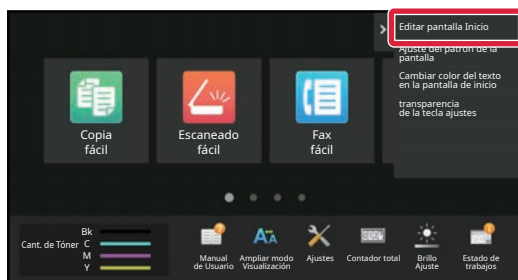 Editar pantalla Inicio
Ajuste del patrón de la
pantalla
Cambiar color del texto
en la pantalla de inicio
transparencia
de la tecla ajustes
Copia
fácil
Escaneado
fácil
Fax
fácil
Cant. de Tóner
Bk
C
M
Y
Manual
de Usuario
Ampliar modo
Visualización
Ajustes
Contador total
Brillo
Ajuste
Estado de
trabajos